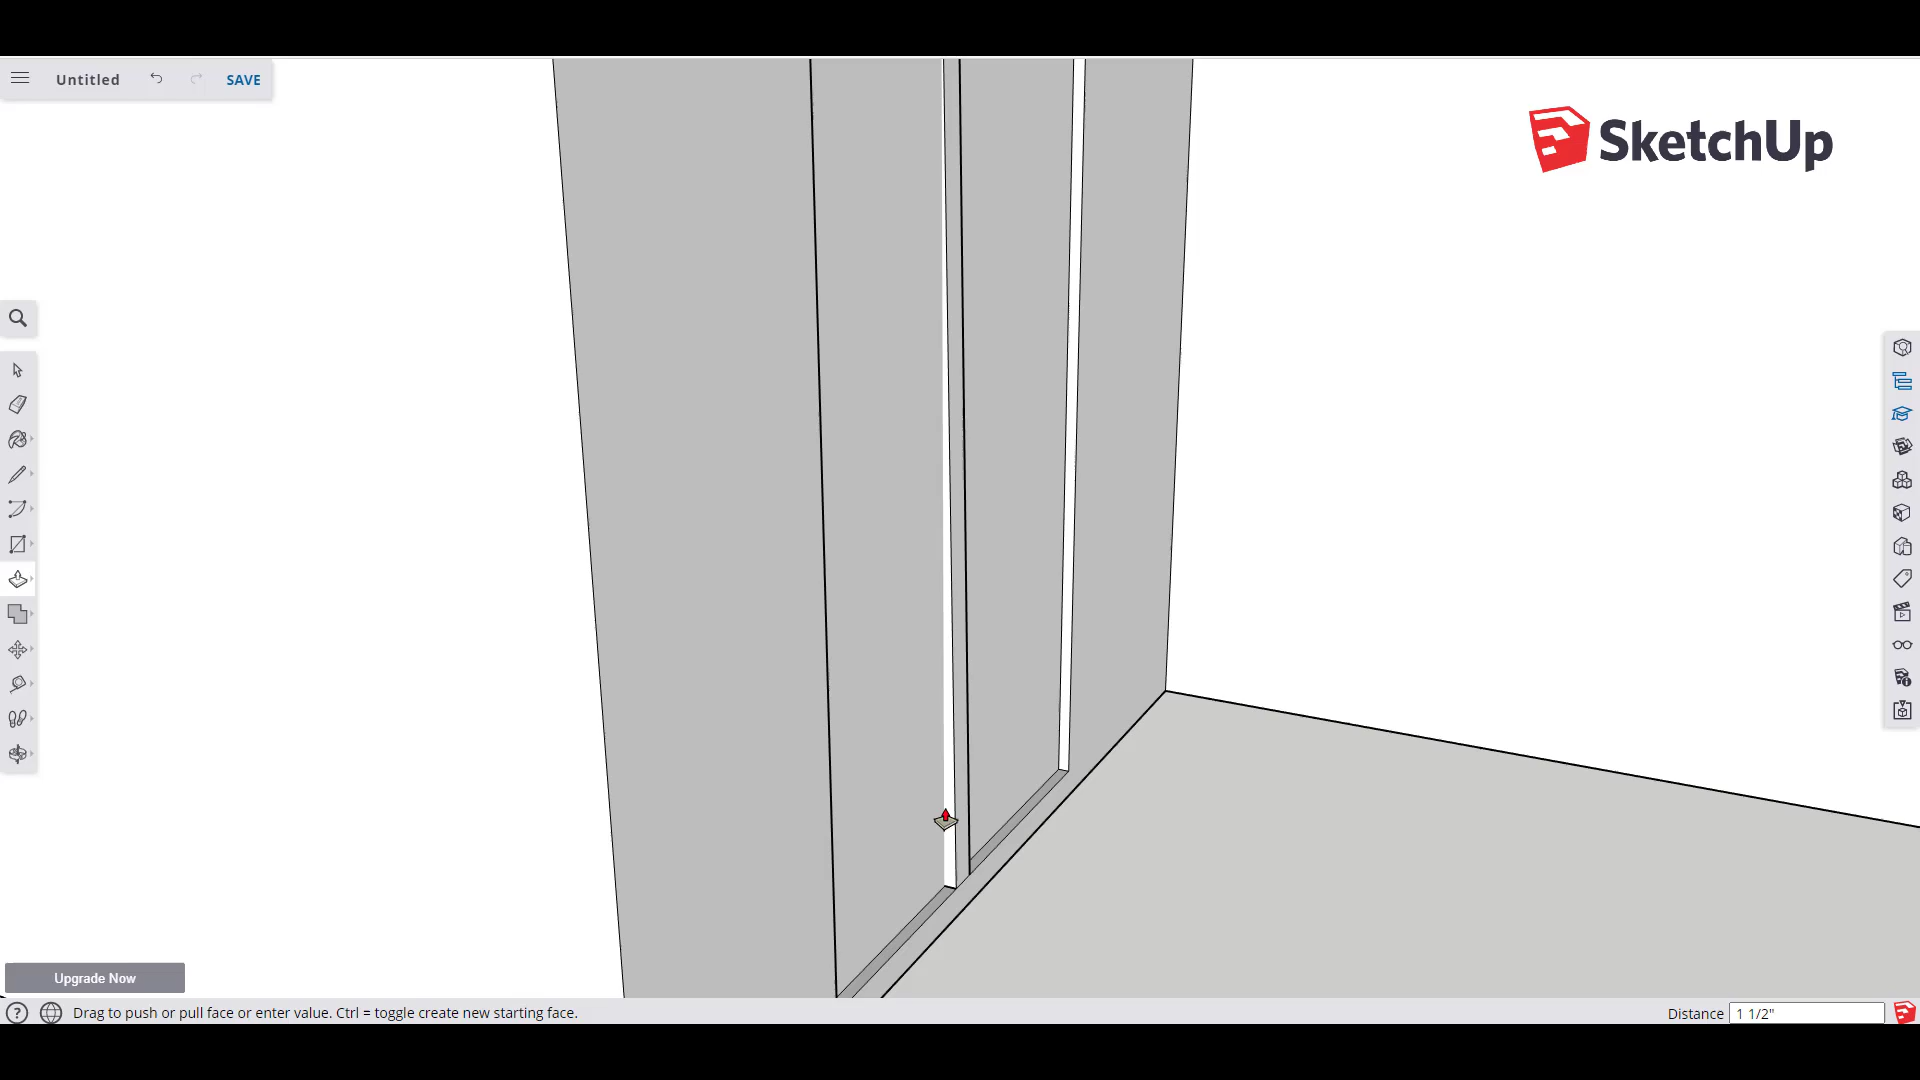 Untitled
SAVE
SketchUp
Upgrade Now
? Drag to push or pull face or enter value. Ctrl = toggle create new starting face.
Distance 1 1/2"